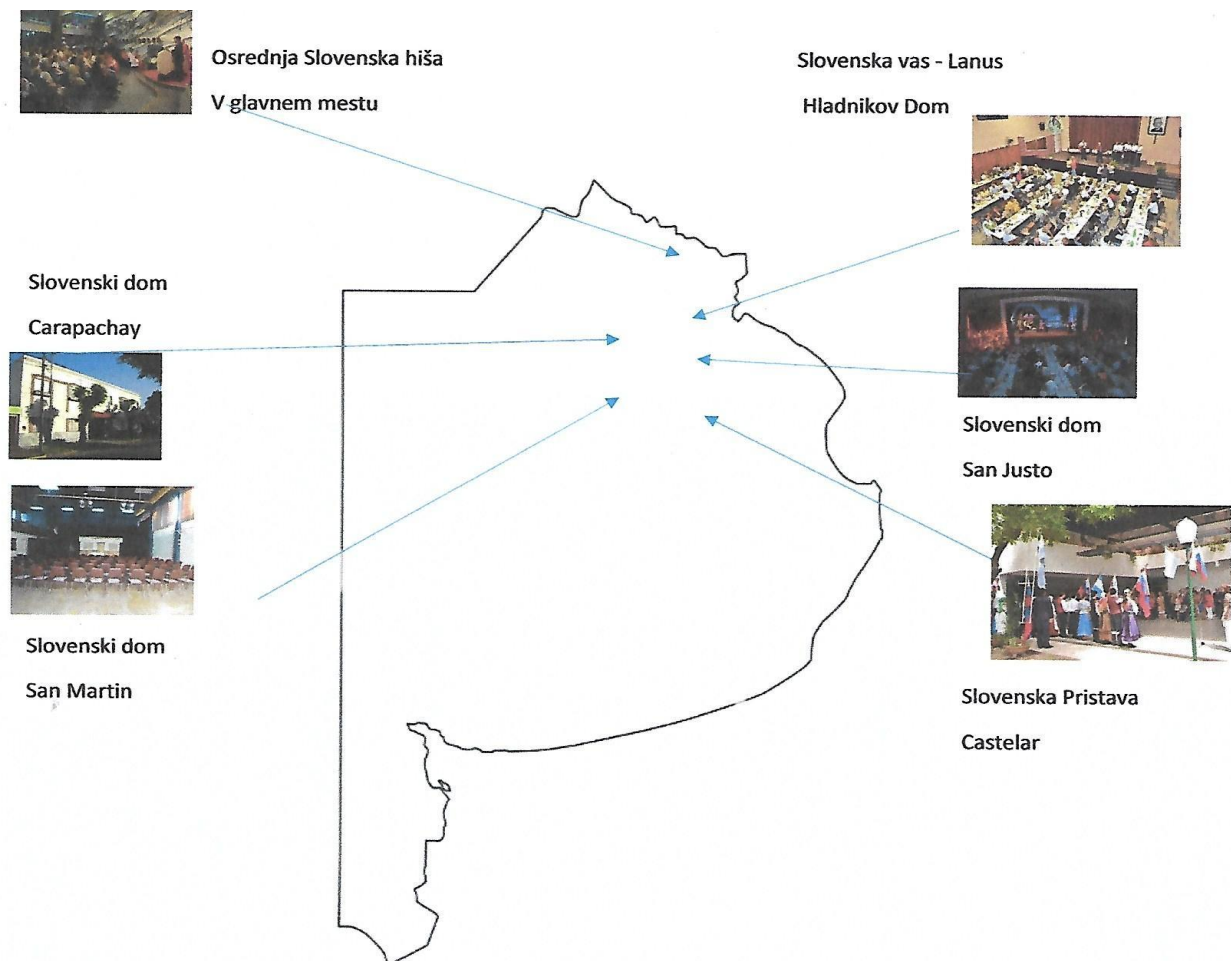 Osrednja Slovenska hiša
V glavnem mestu
Slovenska vas - Lanus
Hladnikov Dom
Slovenski dom
Carapachay
Slovenski dom
San Justo
Slovenski dom
San Martin
Slovenska Pristava
Castelar